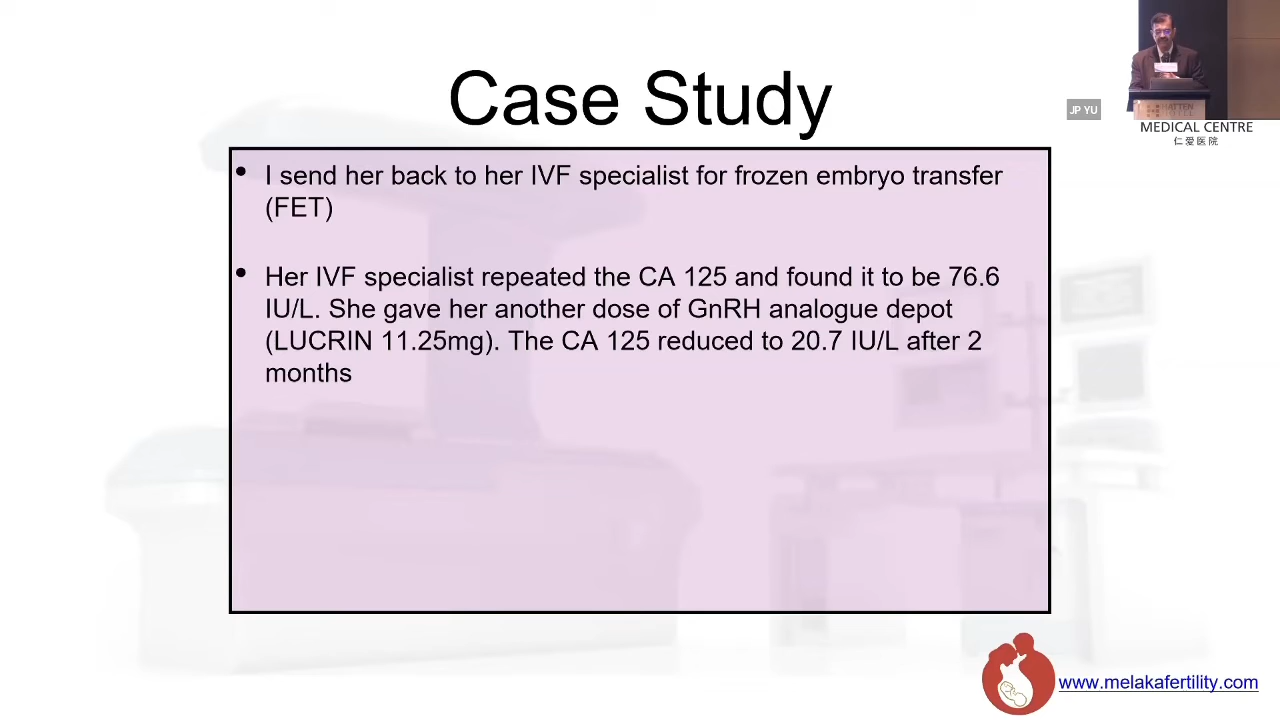 JP YU
HATTEN
HOTEL
MEDICAL CENTRE
仁爱医院
Case Study
• I send her back to her IVF specialist for frozen embryo transfer
(FET)
• Her IVF specialist repeated the CA 125 and found it to be 76.6
IU/L. She gave her another dose of GnRH analogue depot
(LUCRIN 11.25mg). The CA 125 reduced to 20.7 IU/L after 2
months
www.melakafertility.com